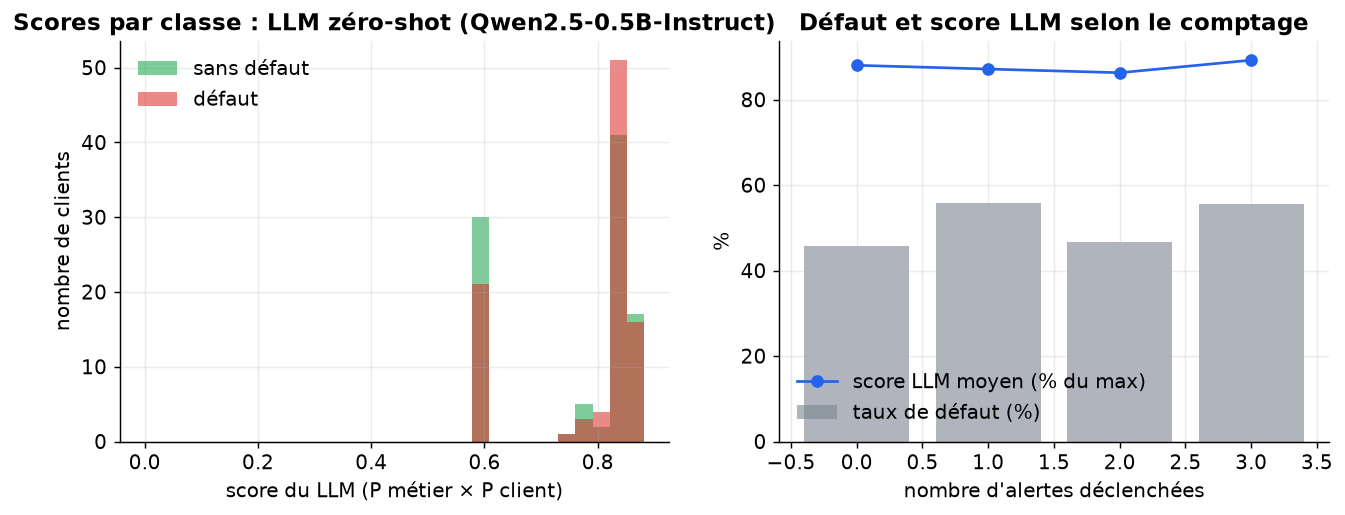 Scores par classe : LLM zéro-shot (Qwen2.5-0.5B-Instruct)
sans défaut
défaut
50
40
30
20
10
0
nombre de clients
0.0 0.2 0.4 0.6 0.8
score du LLM (P métier × P client)
Défaut et score LLM selon le comptage
80
60
40
20
0
%
score LLM moyen (% du max)
taux de défaut (%)
−0.5 0.0 0.5 1.0 1.5 2.0 2.5 3.0 3.5
nombre d'alertes déclenchées